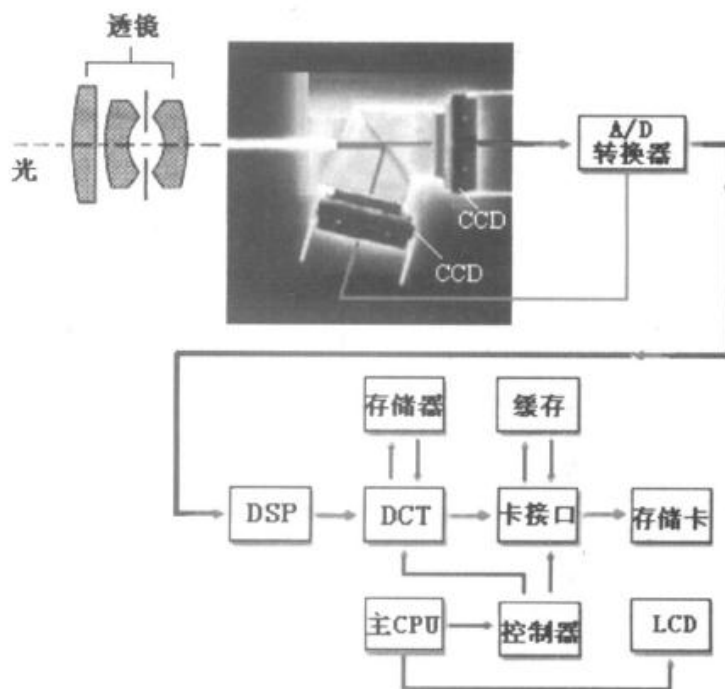 透镜
光
CCD
CCD
A/D
转换器
存储器
缓存
DSP
DCT
卡接口
存储卡
主CPU
控制器
LCD